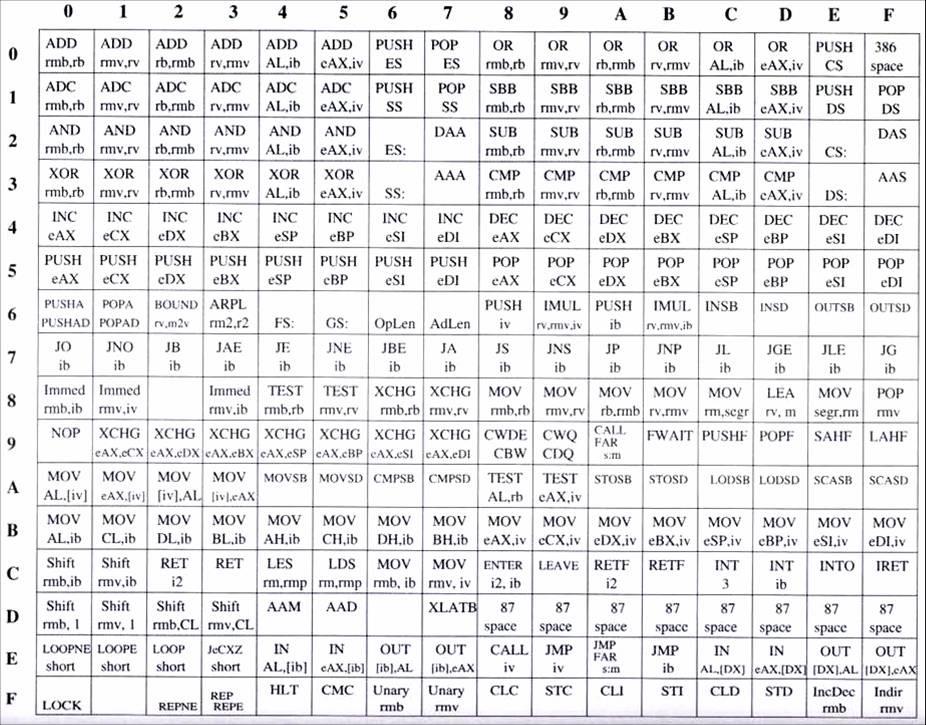 0 1 2 3 4 5 6 7 8 9 A B C D E F
0 ADD ADD ADD ADD ADD ADD PUSH POP OR OR OR OR OR OR PUSH 386
rmb,rb rmv,rv rb,rmb rv,rmv AL,ib eAX,iv ES ES rmb,rb rmv,rv rb,rmb rv,rmv AL,ib eAX,iv CS space
1 ADC ADC ADC ADC ADC ADC PUSH POP SBB SBB SBB SBB SBB SBB PUSH POP
rmb,rb rmv,rv rb,rmb rv,rmv AL,ib eAX,iv SS SS rmb,rb rmv,rv rb,rmb rv,rmv AL,ib eAX,iv DS DS
2 AND AND AND AND AND AND DAA SUB SUB SUB SUB SUB SUB DAS
rmb,rb rmv,rv rb,rmb rv,rmv AL,ib eAX,iv ES: rmb,rb rmv,rv rb,rmb rv,rmv AL,ib eAX,iv CS:
3 XOR XOR XOR XOR XOR XOR AAA CMP CMP CMP CMP CMP CMP AAS
rmb,rb rmv,rv rb,rmb rv,rmv AL,ib eAX,iv SS: rmb,rb rmv,rv rb,rmb rv,rmv AL,ib eAX,iv DS:
4 INC INC INC INC INC INC INC INC DEC DEC DEC DEC DEC DEC DEC DEC
eAX eCX eDX eBX eSP eBP eSI eDI eAX eCX eDX eBX eSP eBP eSI eDI
5 PUSH PUSH PUSH PUSH PUSH PUSH PUSH PUSH POP POP POP POP POP POP POP POP
eAX eCX eDX eBX eSP eBP eSI eDI eAX eCX eDX eBX eSP eBP eSI eDI
6 PUSHA POPA BOUND ARPL PUSH IMUL PUSH IMUL INSB INSD OUTSB OUTSD
PUSHAD POPAD rv,m2v rm2,r2 FS: GS: OpLen AdLen iv rv,rmv,iv ib rv,rmv,ib
7 JO JNO JB JAE JE JNE JBE JA JS JNS JP JNP JL JGE JLE JG
ib ib ib ib ib ib ib ib ib ib ib ib ib ib ib ib
8 Immed Immed Immed TEST TEST XCHG XCHG MOV MOV MOV MOV MOV LEA MOV POP
rmb,ib rmv,iv rmv,ib rmb,rb rmv,rv rmb,rb rmv,rv rmb,rb rmv,rv rb,rmb rv,rmv rm,segr rv, m segr,rm rmv
9 NOP XCHG XCHG XCHG XCHG XCHG XCHG XCHG CWDE CWQ CALL FWAIT PUSHF POPF SAHF LAHF
FAR
eAX,eCX eAX,eDX eAX,eBX eAX,eSP eAX,eBP eAX,eSI eAX,eDI CBW CDQ s:m
A MOV MOV MOV MOV MOVSB MOVSD CMPSB CMPSD TEST TEST STOSB STOSD LODSB LODSD SCASB SCASD
AL,[iv] eAX,[iv] [iv],AL [iv],eAX AL,rb eAX,iv
B MOV MOV MOV MOV MOV MOV MOV MOV MOV MOV MOV MOV MOV MOV MOV MOV
AL,ib CL,ib DL,ib BL,ib AH,ib CH,ib DH,ib BH,ib eAX,iv eCX,iv eDX,iv eBX,iv eSP,iv eBP,iv eSI,iv eDI,iv
C Shift Shift RET RET LES LDS MOV MOV ENTER LEAVE RETF RETF INT INT INTO IRET
rmb,ib rmv,ib i2 rm,rmp rm,rmp rmb, ib rmv, iv i2, ib i2 3 ib
D Shift Shift Shift Shift AAM AAD XLATB 87 87 87 87 87 87 87 87
rmb, 1 rmv, 1 rmb,CL rmv,CL space space space space space space space space
E LOOPNE LOOPE LOOP JeCXZ IN IN OUT OUT CALL JMP JMP JMP IN IN OUT OUT
FAR
short short short short AL,[ib] eAX,[ib] [ib],AL [ib],eAX iv iv s:m ib AL,[DX] eAX,[DX] [DX],AL [DX],eAX
F REP HLT CMC Unary Unary CLC STC CLI STI CLD STD IncDec Indir
LOCK REPNE REPE rmb rmv rmb rmv